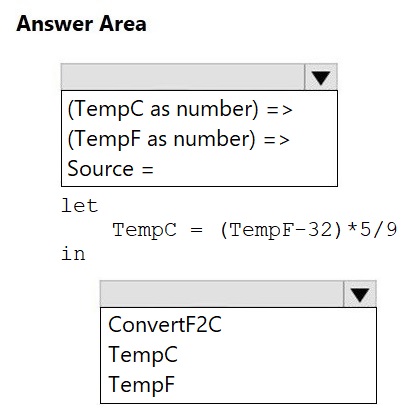 Answer Area
(TempC as number) =>
(TempF as number) =>
Source =
let
TempC = (TempF-32)*5/9
in
ConvertF2C
TempC
TempF